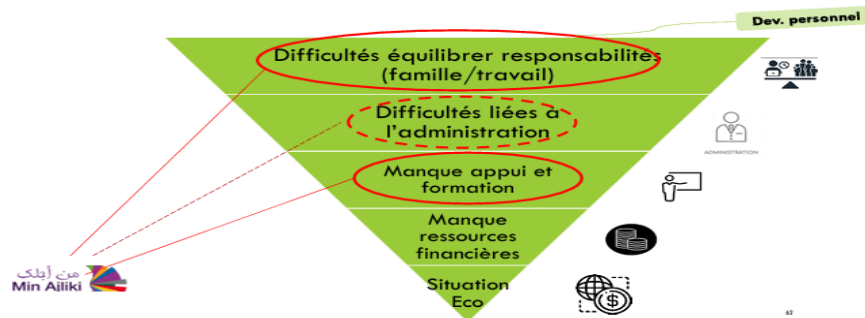 Dev. personnel
Difficultés équilibrer responsabilités
(famille/travail)
Difficultés liées à
l'administration
ADMINISTRATION
Manque appui et
formation
Manque
ressources
financières
Situation
Eco
من أجلك
Min Ajliki
62